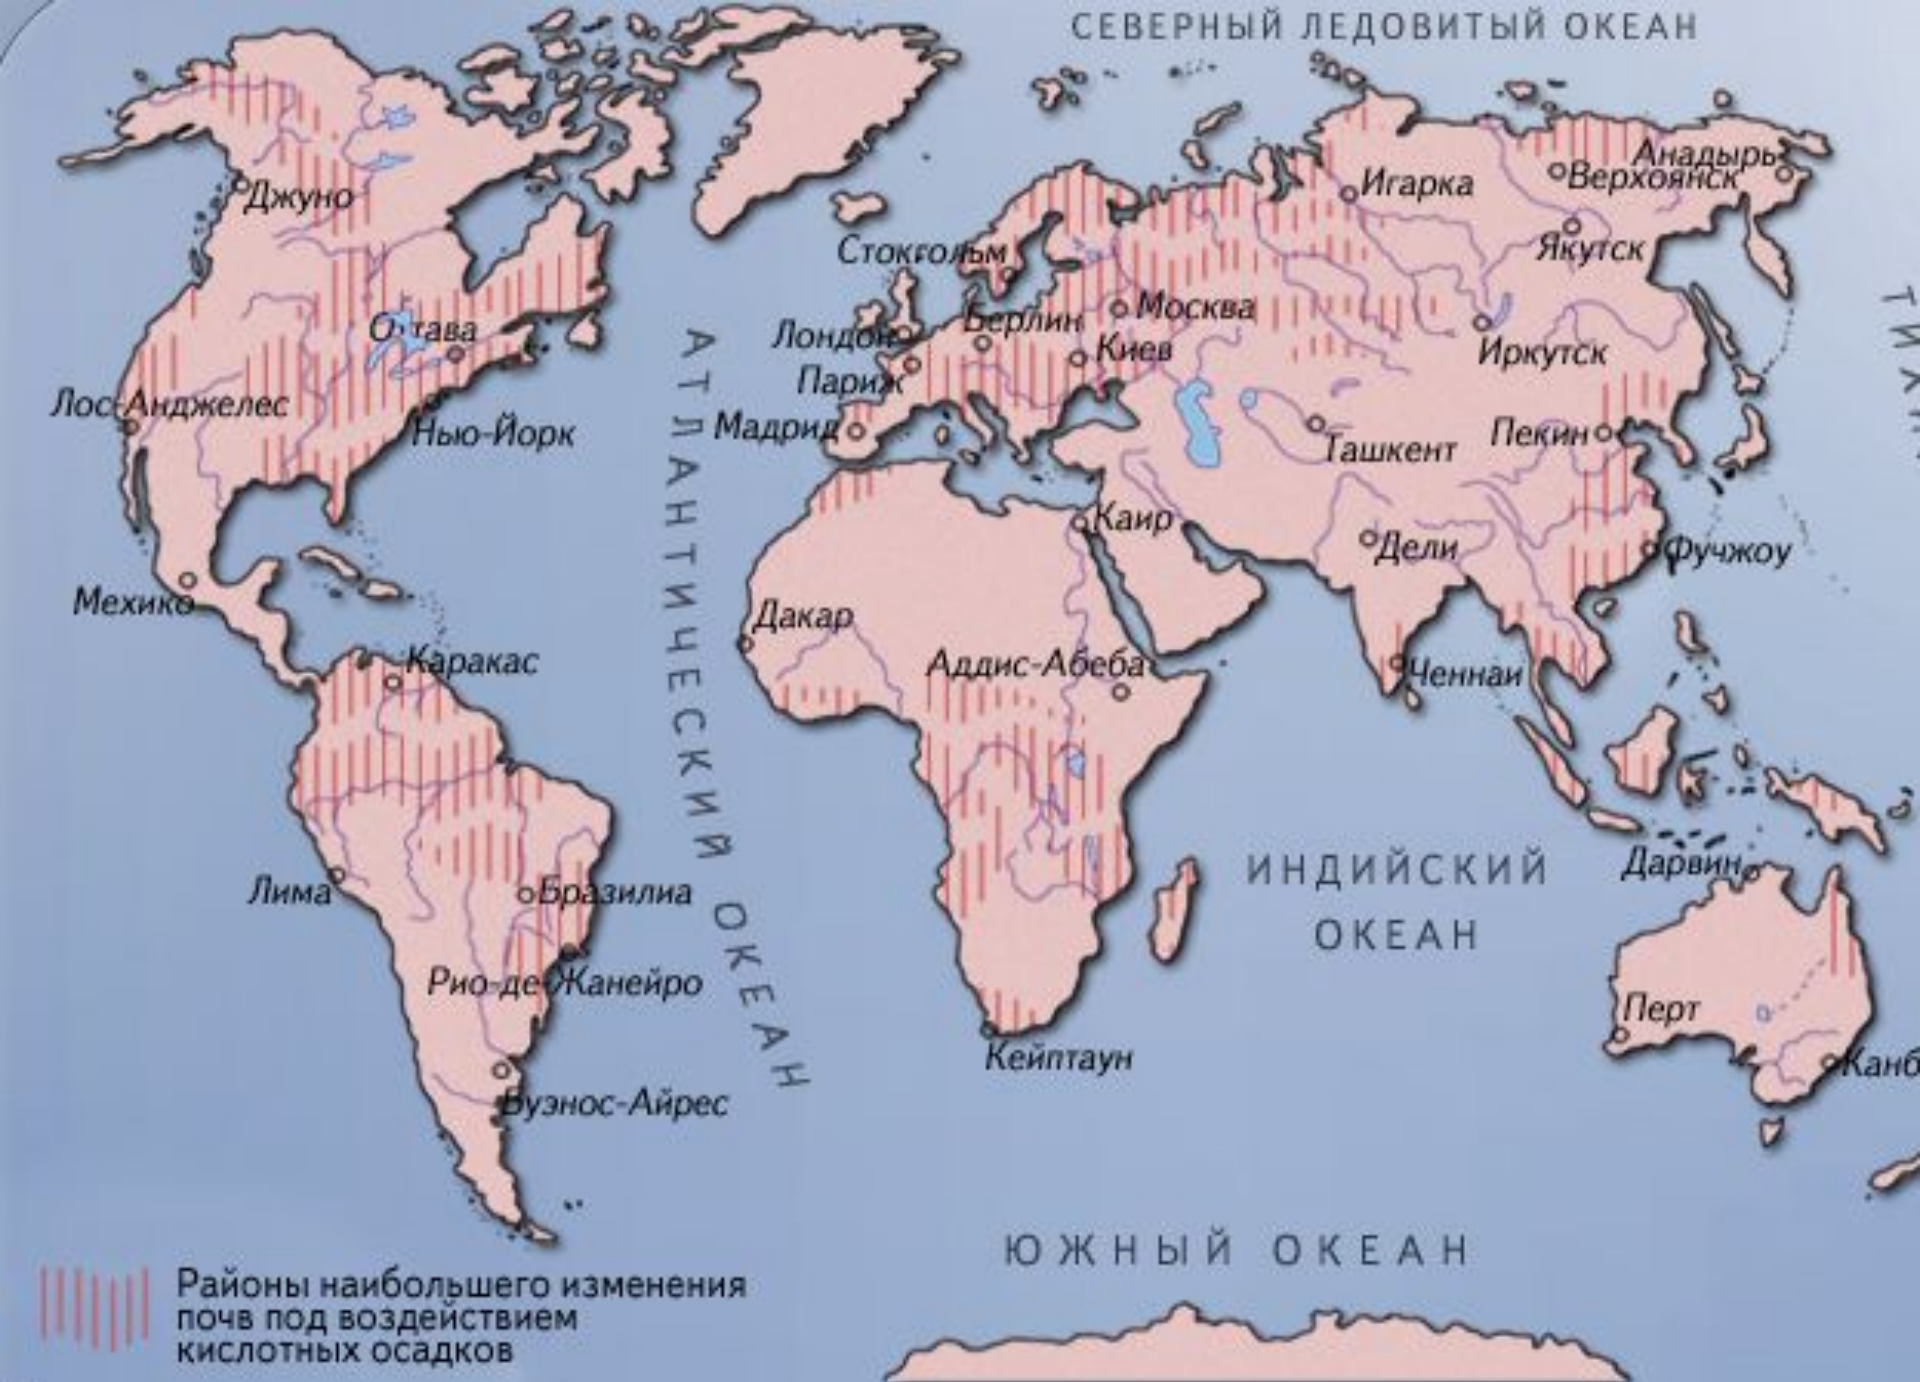 СЕВЕРНЫЙ ЛЕДОВИТЫЙ ОКЕАН
Анадырь
Верхоянск
Игарка
Джуно
Якутск
Стокгольм
Москва
Берлин
Оттава
Лондон
Киев
Иркутск
Париж
Лос-Анджелес
Нью-Йорк
Мадрид
Пекин
Ташкент
Каир
Дели
Фучжоу
Мехико
Дакар
Каракас
Аддис-Абеба
Ченнаи
АТЛАНТИЧЕСКИЙ ОКЕАН
ИНДИЙСКИЙ
ОКЕАН
Дарвин
Лима
Бразилиа
Рио-де-Жанейро
Перт
Кейптаун
Канб
Буэнос-Айрес
ЮЖНЫЙ ОКЕАН
Районы наибольшего изменения
почв под воздействием
кислотных осадков